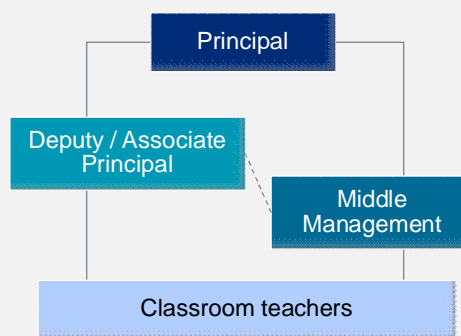 Principal
Deputy / Associate
Principal
Middle
Management
Classroom teachers